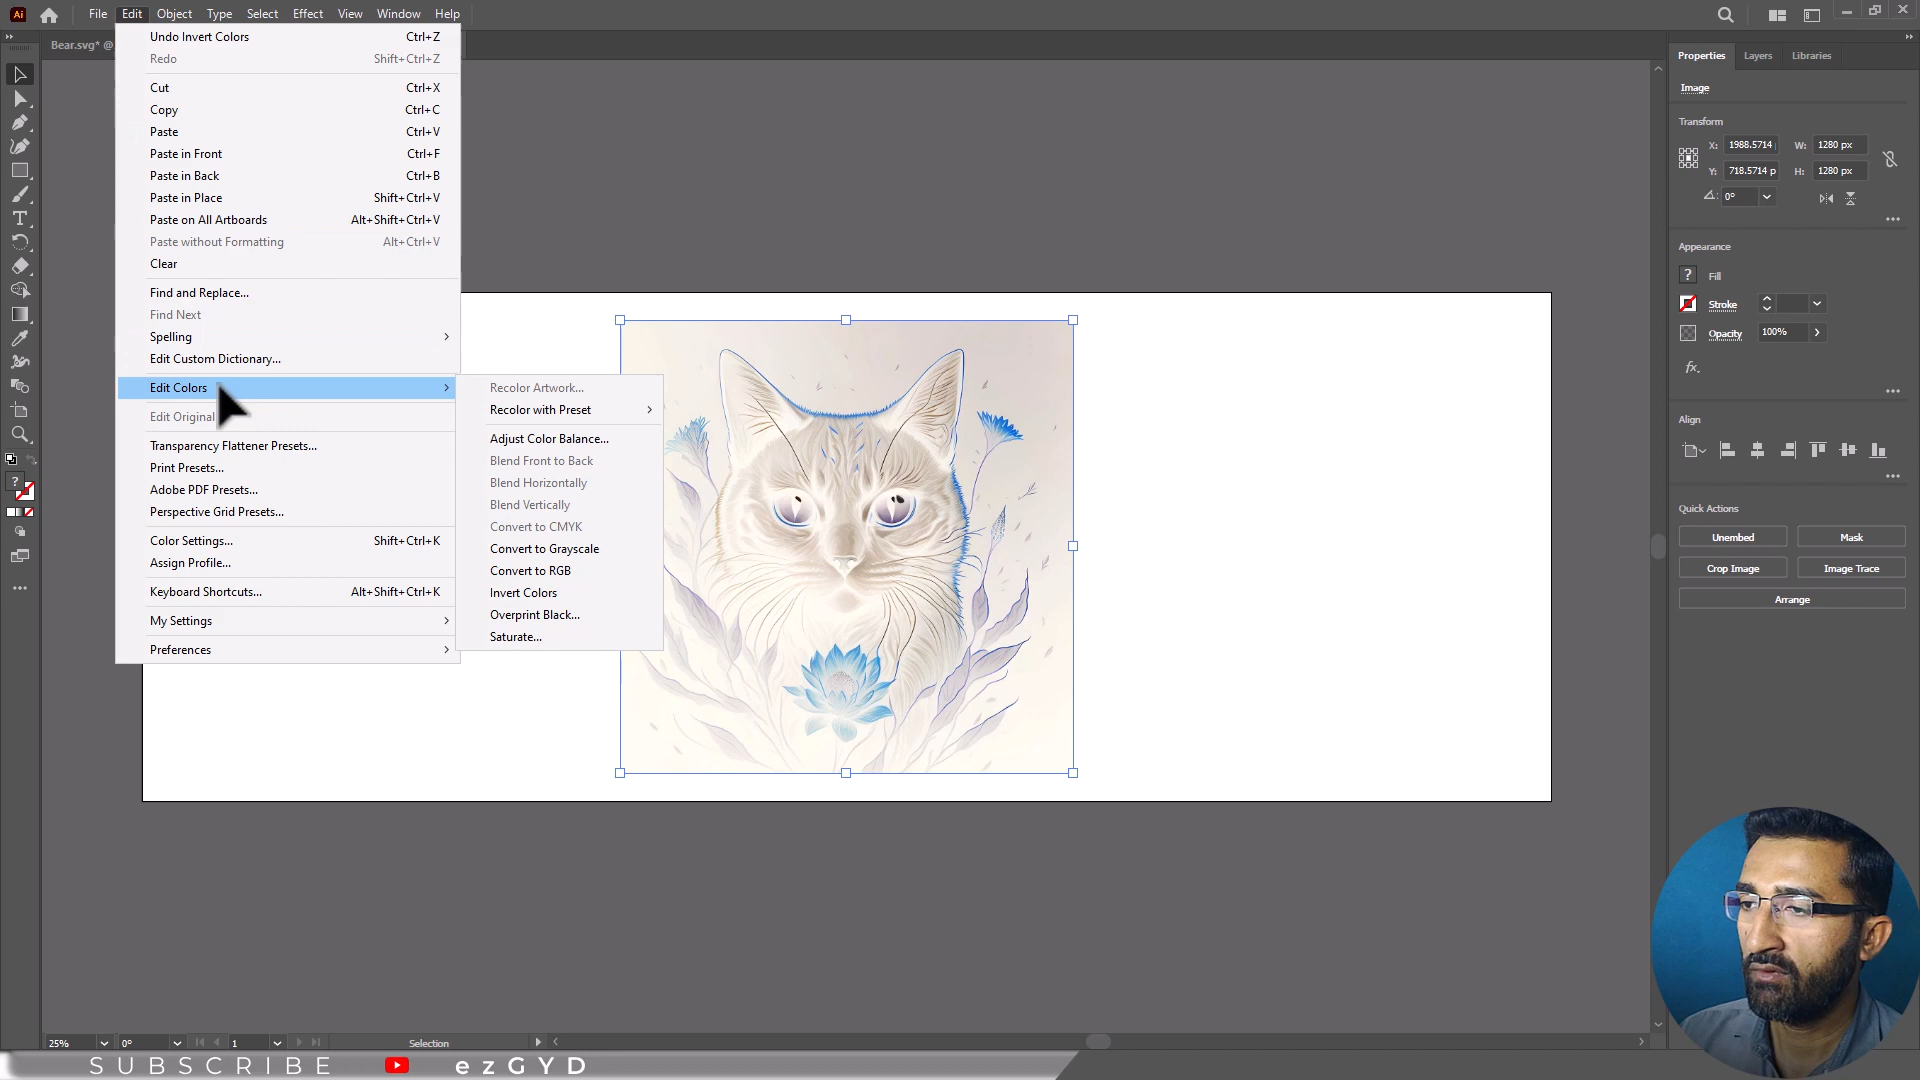 Ai File Edit Object Type Select Effect View Window Help
Bear.svg* @
Undo Invert Colors Ctrl+Z
Redo Shift+Ctrl+Z
Cut Ctrl+X
Copy Ctrl+C
Paste Ctrl+V
Paste in Front Ctrl+F
Paste in Back Ctrl+B
Paste in Place Shift+Ctrl+V
Paste on All Artboards Alt+Shift+Ctrl+V
Paste without Formatting Alt+Ctrl+V
Clear
Find and Replace...
Find Next
Spelling
Edit Custom Dictionary...
Edit Colors
Edit Original
Transparency Flattener Presets...
Print Presets...
Adobe PDF Presets...
Perspective Grid Presets...
Color Settings... Shift+Ctrl+K
Assign Profile...
Keyboard Shortcuts... Alt+Shift+Ctrl+K
My Settings
Preferences
Recolor Artwork...
Recolor with Preset
Adjust Color Balance...
Blend Front to Back
Blend Horizontally
Blend Vertically
Convert to CMYK
Convert to Grayscale
Convert to RGB
Invert Colors
Overprint Black...
Saturate...
Properties Layers Libraries
Image
Transform
X: 1988.5714 W: 1280 px
Y: 718.5714 p H: 1280 px
0°
Appearance
? Fill
Stroke
Opacity 100%
fx.
Align
Quick Actions
Unembed Mask
Crop Image Image Trace
Arrange
?
25% 0° 1 Selection
SUBSCRIBE ezGYD